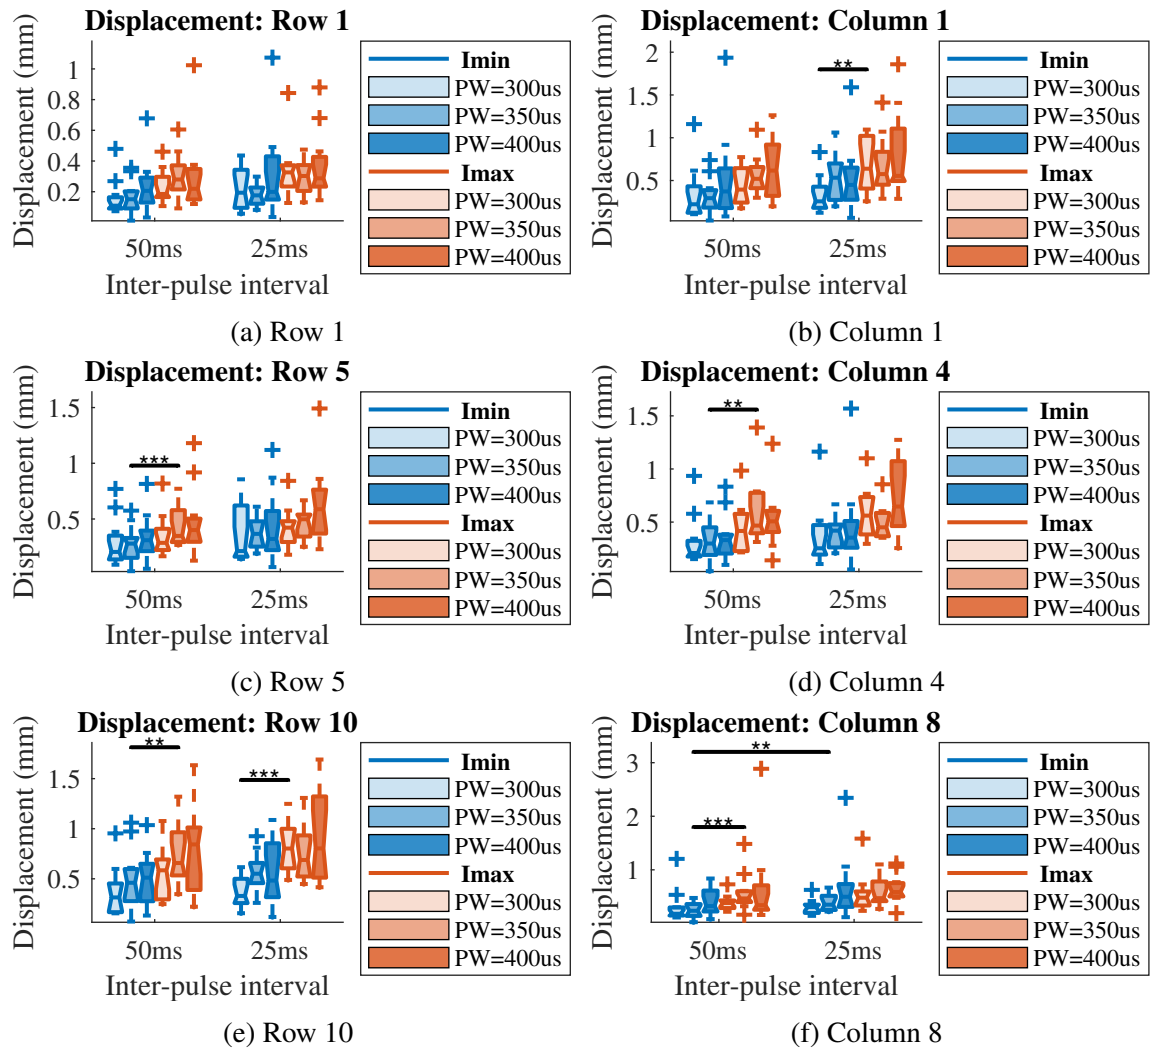 Displacement: Row 1
Displacement (mm)
1
0.8
0.6
0.4
0.2
50ms
25ms
Inter-pulse interval
Imin
PW=300us
PW=350us
PW=400us
Imax
PW=300us
PW=350us
PW=400us
(a) Row 1
Displacement: Column 1
Displacement (mm)
2
1.5
1
0.5
**
50ms
25ms
Inter-pulse interval
Imin
PW=300us
PW=350us
PW=400us
Imax
PW=300us
PW=350us
PW=400us
(b) Column 1
Displacement: Row 5
Displacement (mm)
1.5
1
0.5
***
50ms
25ms
Inter-pulse interval
Imin
PW=300us
PW=350us
PW=400us
Imax
PW=300us
PW=350us
PW=400us
(c) Row 5
Displacement: Column 4
Displacement (mm)
1.5
1
0.5
**
50ms
25ms
Inter-pulse interval
Imin
PW=300us
PW=350us
PW=400us
Imax
PW=300us
PW=350us
PW=400us
(d) Column 4
Displacement: Row 10
Displacement (mm)
1.5
1
0.5
**
***
50ms
25ms
Inter-pulse interval
Imin
PW=300us
PW=350us
PW=400us
Imax
PW=300us
PW=350us
PW=400us
(e) Row 10
Displacement: Column 8
Displacement (mm)
3
2
1
**
***
50ms
25ms
Inter-pulse interval
Imin
PW=300us
PW=350us
PW=400us
Imax
PW=300us
PW=350us
PW=400us
(f) Column 8